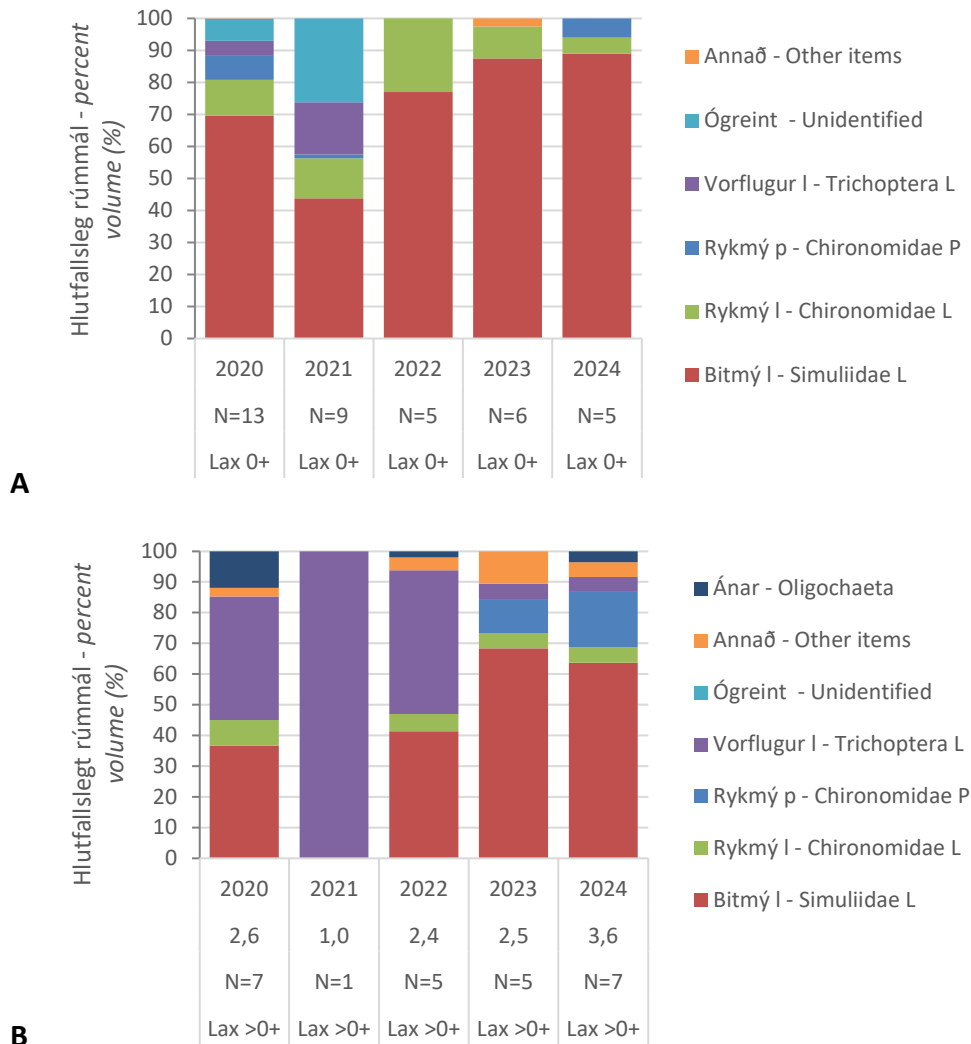 Hlutfallsleg rúmmál - percent
volume (%)
100
90
80
70
60
50
40
30
20
10
0
2020 2021 2022 2023 2024
N=13 N=9 N=5 N=6 N=5
Lax 0+ Lax 0+ Lax 0+ Lax 0+ Lax 0+
Annað - Other items
Ógreint - Unidentified
Vorflugur l - Trichoptera L
Rykmý p - Chironomidae P
Rykmý l - Chironomidae L
Bitmý l - Simuliidae L
A
Hlutfallslegt rúmmál - percent
volume (%)
100
90
80
70
60
50
40
30
20
10
0
2020 2021 2022 2023 2024
2,6 1,0 2,4 2,5 3,6
N=7 N=1 N=5 N=5 N=7
Lax >0+ Lax >0+ Lax >0+ Lax >0+ Lax >0+
Ánar - Oligochaeta
Annað - Other items
Ógreint - Unidentified
Vorflugur l - Trichoptera L
Rykmý p - Chironomidae P
Rykmý l - Chironomidae L
Bitmý l - Simuliidae L
B